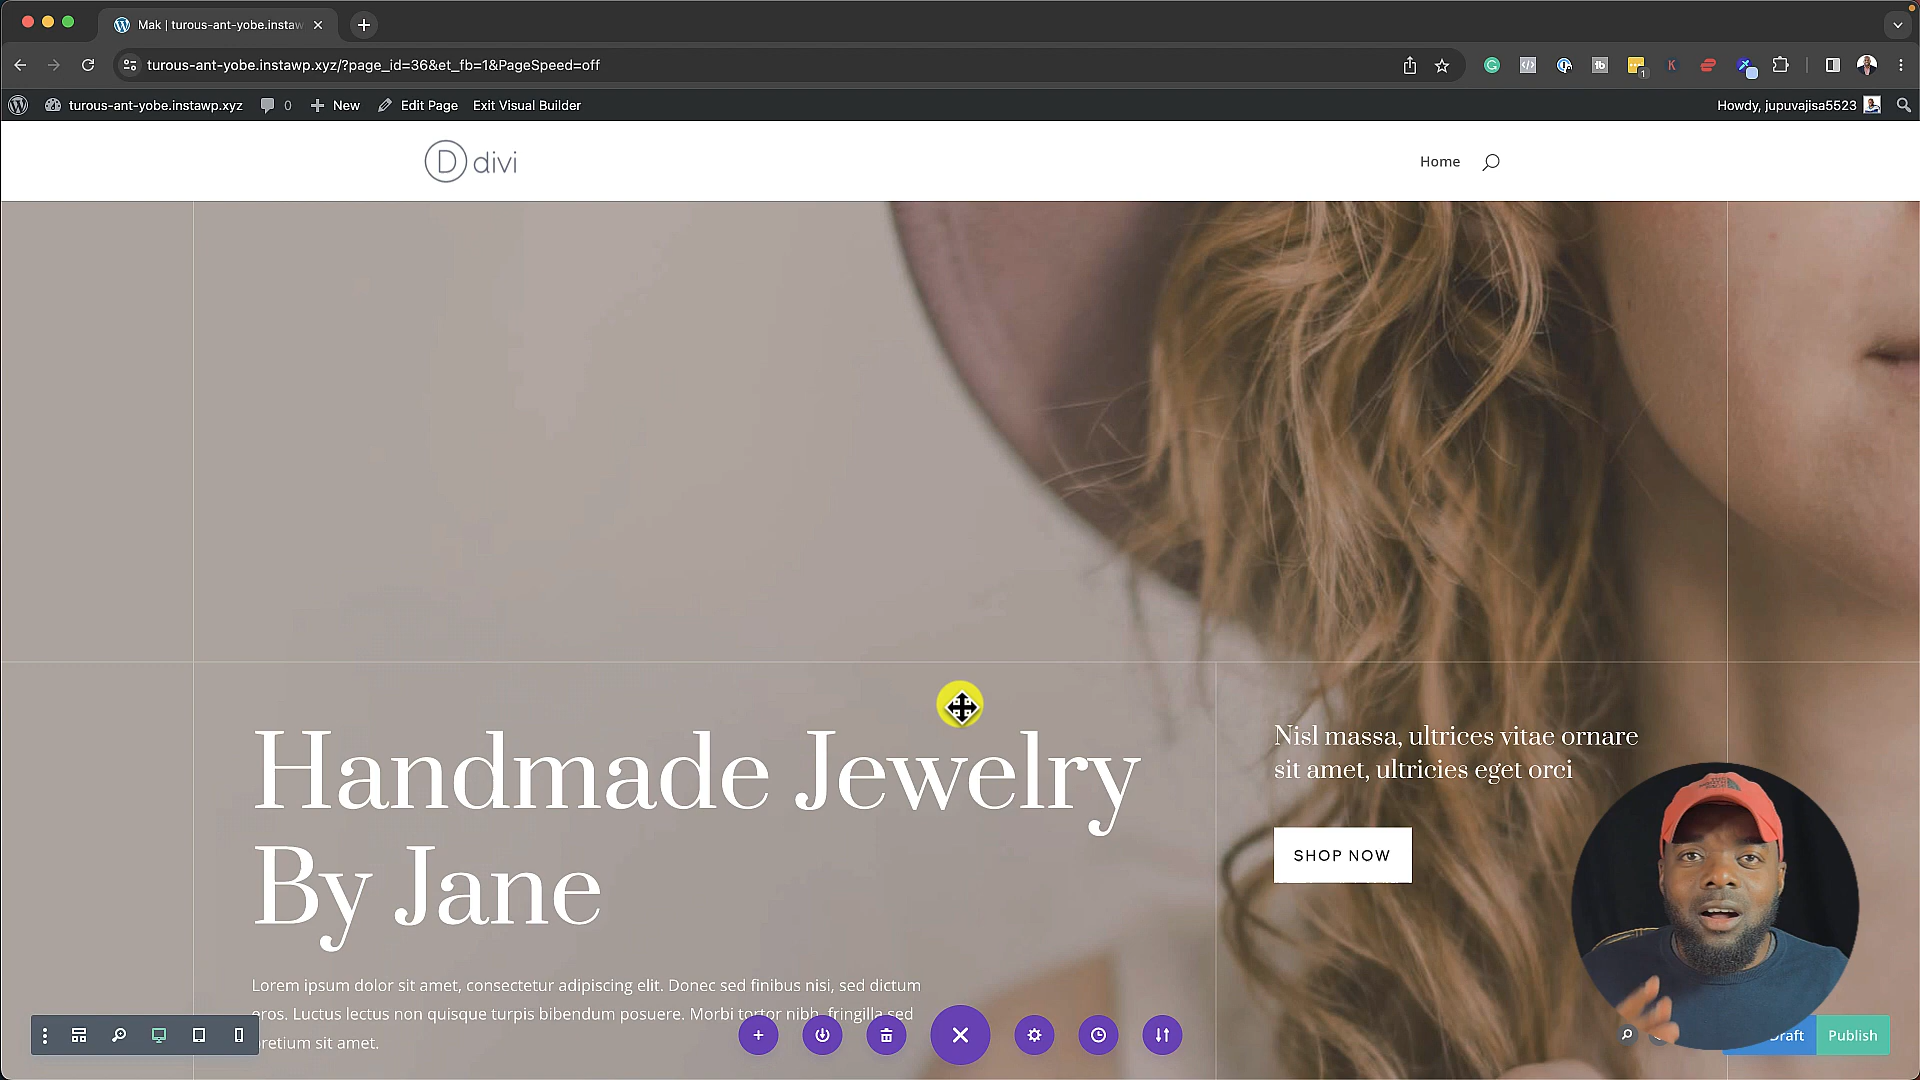 Mak | turous-ant-yobe.instaw
turous-ant-yobe.instawp.xyz/?page_id=36&et_fb=1&PageSpeed=off
turous-ant-yobe.instawp.xyz 0 New Edit Page Exit Visual Builder
Howdy, jupuvajisa5523
D divi
Home
Handmade Jewelry
By Jane
Nisl massa, ultrices vitae ornare
sit amet, ultricies eget orci
SHOP NOW
Lorem ipsum dolor sit amet, consectetur adipiscing elit. Donec sed finibus nisi, sed dictum
eros. Luctus lectus non quisque turpis bibendum posuere. Morbi tortor nibh, fringilla sed
pretium sit amet.
Draft
Publish